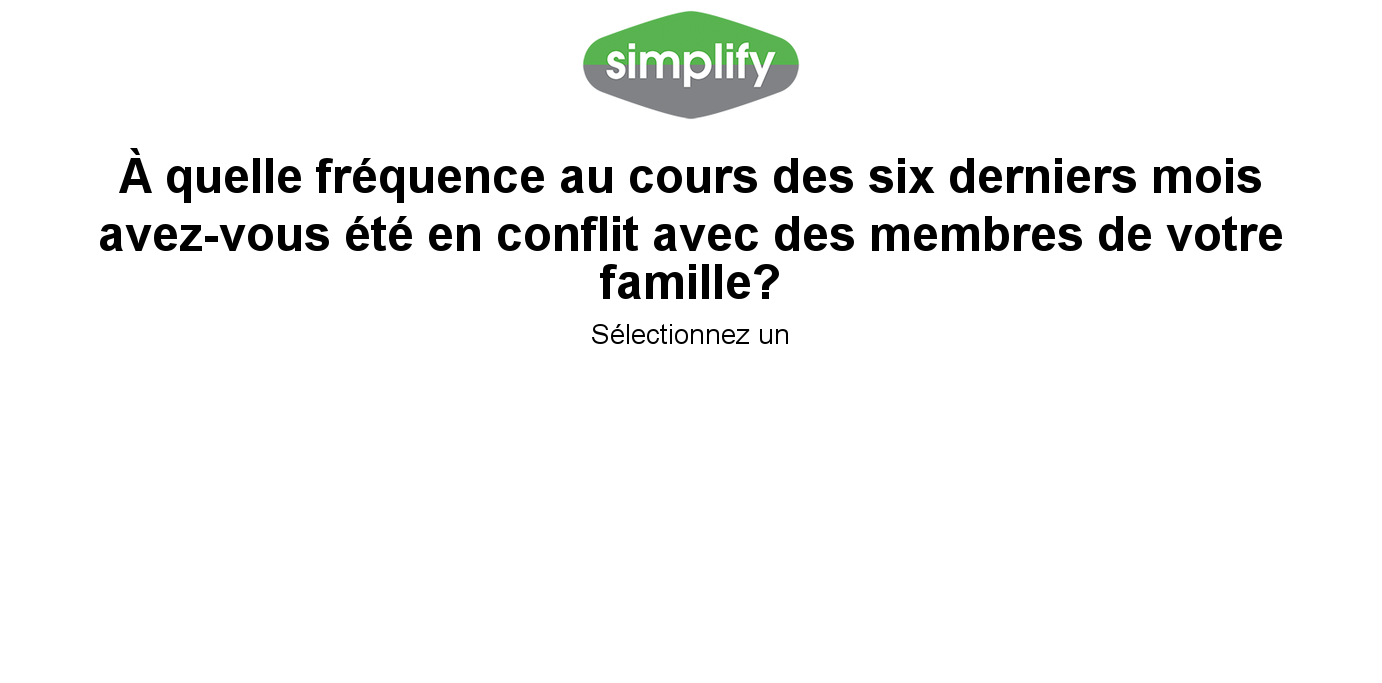 simplify
À quelle fréquence au cours des six derniers mois
avez-vous été en conflit avec des membres de votre
famille?
Sélectionnez un